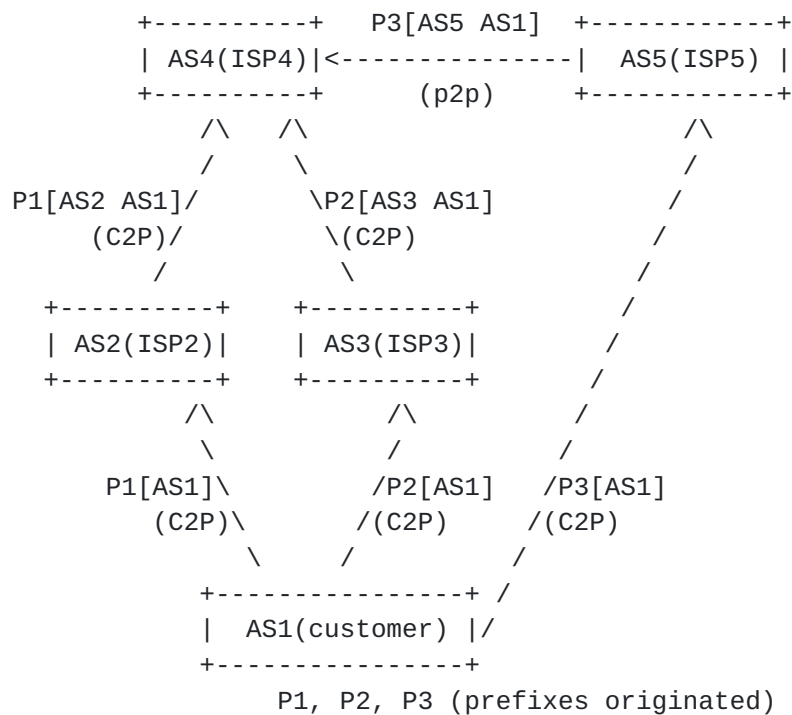 +----------+   P3[AS5 AS1]  +------------+
| AS4(ISP4)|<---------------|  AS5(ISP5) |
+----------+      (p2p)     +------------+
/\   /\                        /\
/     \                        /
P1[AS2 AS1]/       \P2[AS3 AS1]           /
(C2P)/         \(C2P)               /
/           \                  /
+----------+    +----------+         /
| AS2(ISP2)|    | AS3(ISP3)|        /
+----------+    +----------+       /
/\           /\          /
\           /          /
P1[AS1]\         /P2[AS1]   /P3[AS1]
(C2P)\       /(C2P)     /(C2P)
\     /          /
+----------------+ /
|  AS1(customer) |/
+----------------+
P1, P2, P3 (prefixes originated)